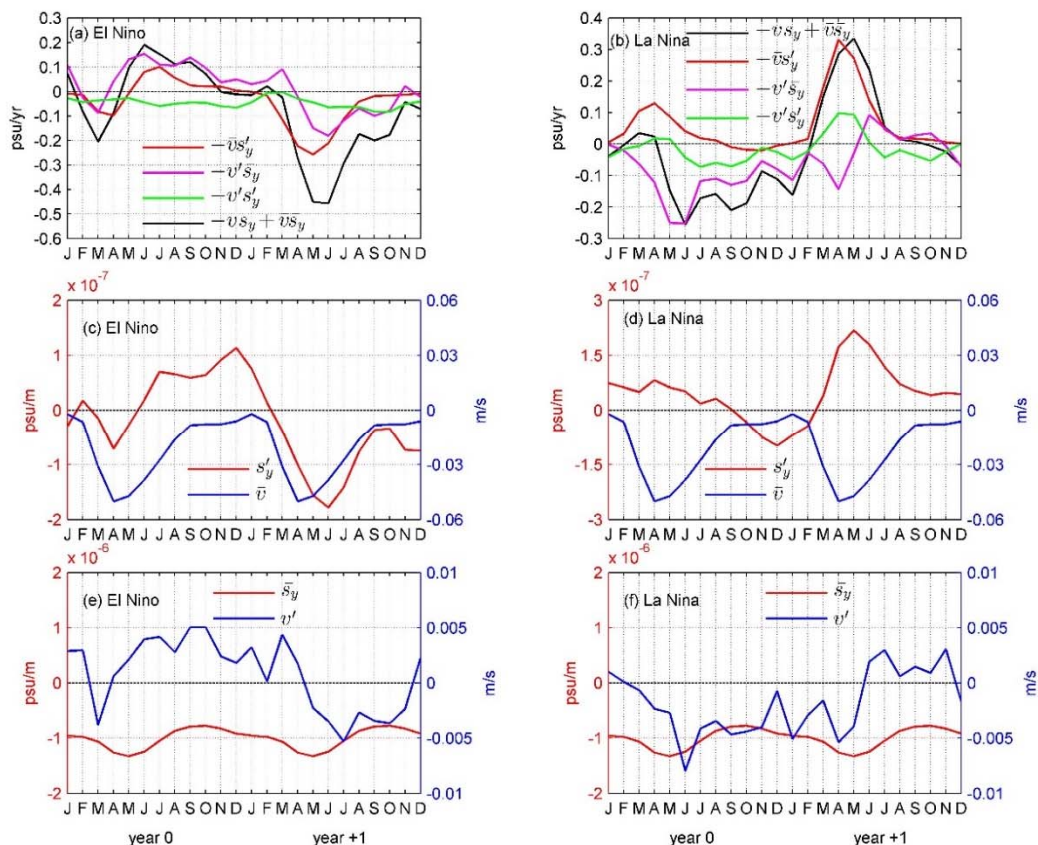 (a) El Nino
psu/yr
0.3
0.2
0.1
0
-0.1
-0.2
-0.3
-0.4
-0.5
-0.6
−v̄s′y
−v′s̄y
−v′s′y
−vsy + v̄s̄y
J F M A M J J A S O N D J F M A M J J A S O N D
(b) La Nina
psu/yr
0.4
0.3
0.2
0.1
0
-0.1
-0.2
-0.3
−vsy + v̄s̄y
−v̄s′y
−v′s̄y
−v′s′y
J F M A M J J A S O N D J F M A M J J A S O N D
x 10-7
(c) El Nino
psu/m
2
1
0
-1
-2
s′y
v̄
0.06
0.03
0
-0.03
-0.06
m/s
J F M A M J J A S O N D J F M A M J J A S O N D
x 10-7
(d) La Nina
psu/m
3
1.5
0
-1.5
-3
s′y
v̄
0.06
0.03
0
-0.03
-0.06
m/s
J F M A M J J A S O N D J F M A M J J A S O N D
x 10-6
(e) El Nino
psu/m
2
1
0
-1
-2
s̄y
v′
0.01
0.005
0
-0.005
-0.01
m/s
J F M A M J J A S O N D J F M A M J J A S O N D
year 0 year +1
x 10-6
(f) La Nina
psu/m
2
1
0
-1
-2
s̄y
v′
0.01
0.005
0
-0.005
-0.01
m/s
J F M A M J J A S O N D J F M A M J J A S O N D
year 0 year +1